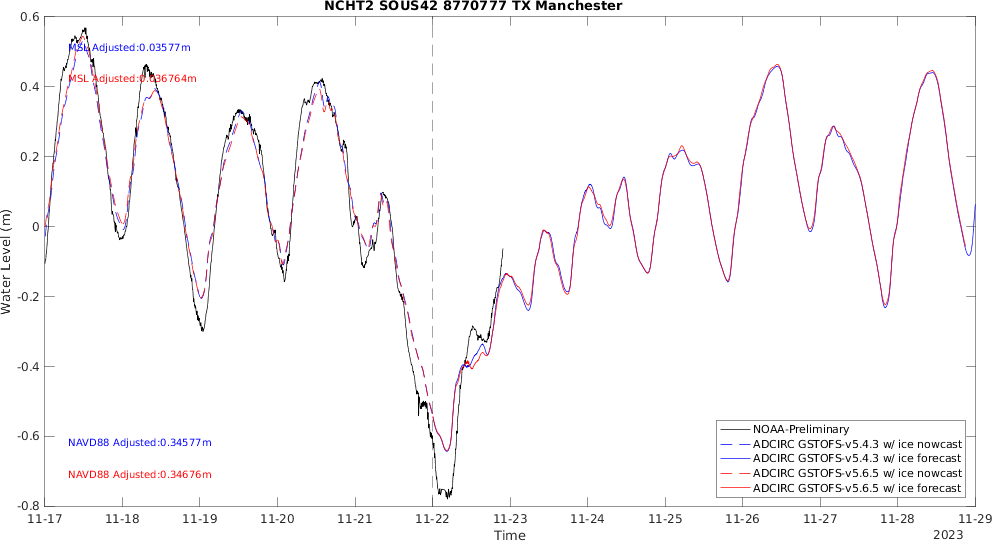 NCHT2 SOUS42 8770777 TX Manchester
0.6
0.4
0.2
0
-0.2
-0.4
-0.6
-0.8
Water Level (m)
MSL Adjusted:0.03577m
MSL Adjusted:0.036764m
NAVD88 Adjusted:0.34577m
NAVD88 Adjusted:0.34676m
NOAA-Preliminary
ADCIRC GSTOFS-v5.4.3 w/ ice nowcast
ADCIRC GSTOFS-v5.4.3 w/ ice forecast
ADCIRC GSTOFS-v5.6.5 w/ ice nowcast
ADCIRC GSTOFS-v5.6.5 w/ ice forecast
11-17 11-18 11-19 11-20 11-21 11-22 11-23 11-24 11-25 11-26 11-27 11-28 11-29
Time
2023